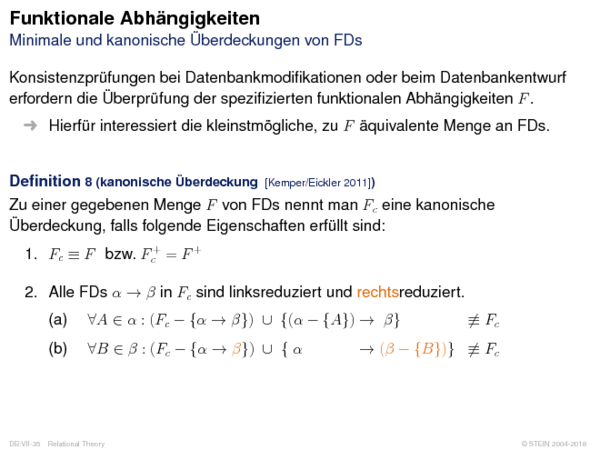 Funktionale Abhängigkeiten
Minimale und kanonische Überdeckungen von FDs
Konsistenzprüfungen bei Datenbankmodifikationen oder beim Datenbankentwurf
erfordern die Überprüfung der spezifizierten funktionalen Abhängigkeiten F.
➜ Hierfür interessiert die kleinstmögliche, zu F äquivalente Menge an FDs.
Definition 8 (kanonische Überdeckung [Kemper/Eickler 2011])
Zu einer gegebenen Menge F von FDs nennt man F_c eine kanonische
Überdeckung, falls folgende Eigenschaften erfüllt sind:
1. F_c ≡ F bzw. F_c^+ = F^+
2. Alle FDs α → β in F_c sind linksreduziert und rechtsreduziert.
(a) ∀A ∈ α : (F_c − {α → β}) ∪ {(α − {A}) → β} ≢ F_c
(b) ∀B ∈ β : (F_c − {α → β}) ∪ { α → (β − {B})} ≢ F_c
DB:VII-35 Relational Theory © STEIN 2004-2018